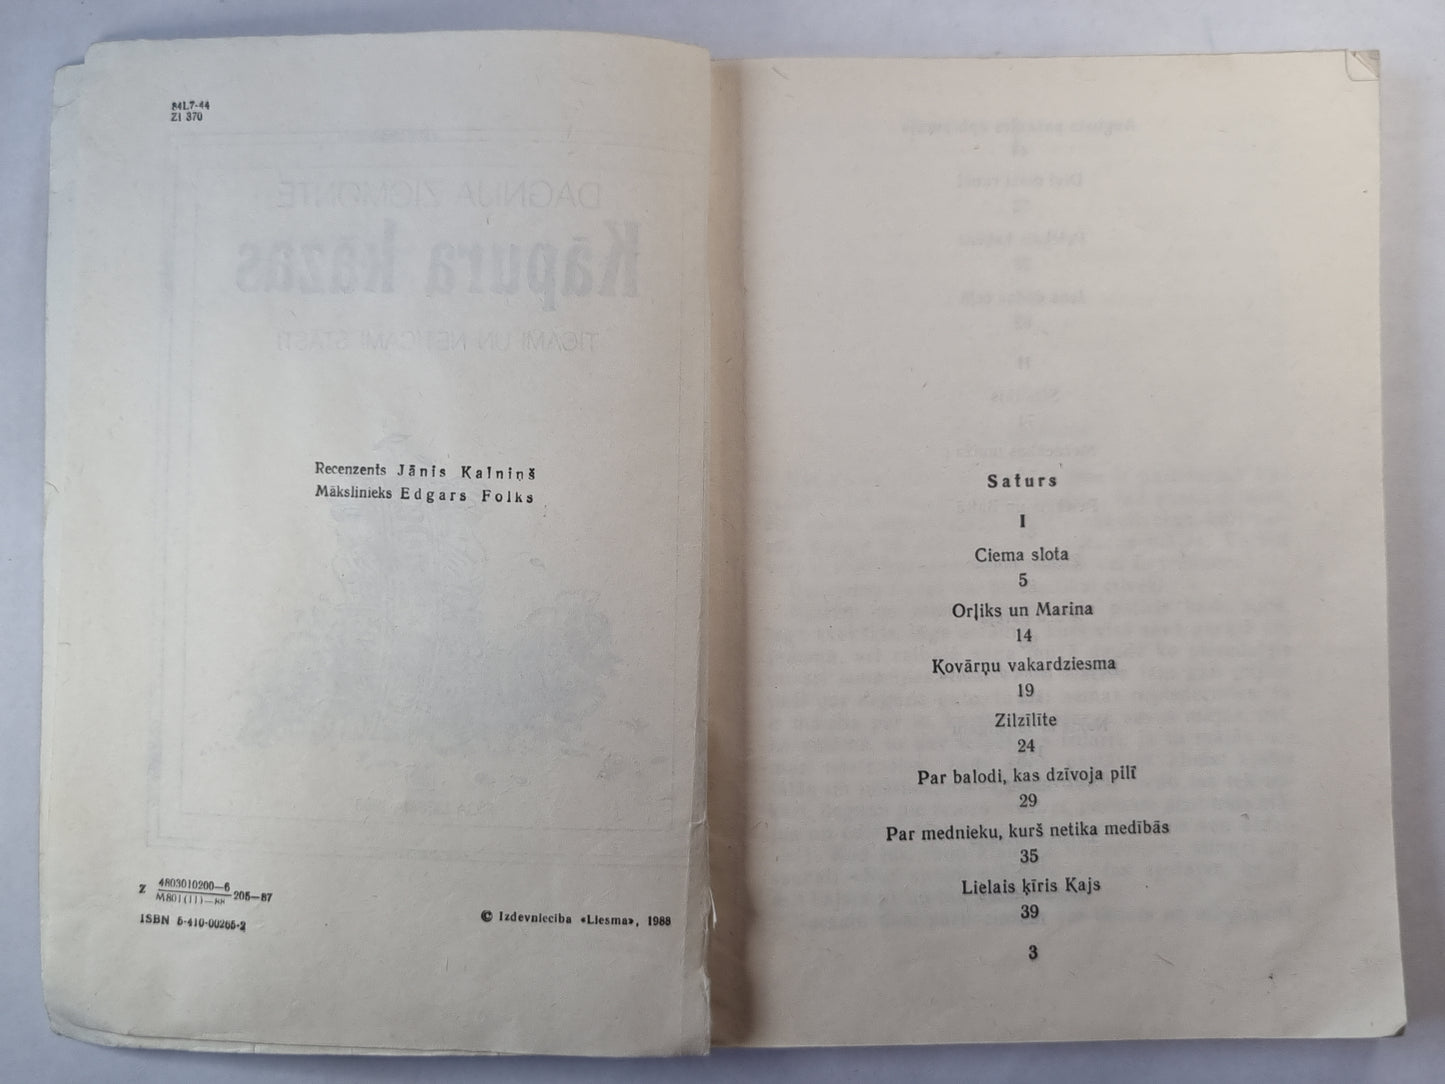 84L7-44
Zi 370
Recenzents Jānis Kalniņš
Mākslinieks Edgars Folks
Z 4803010200—6 205—87
M801(11)—88
ISBN 5-410-00265-2
© Izdevniecība «Liesma», 1988
Saturs
I
Ciema slota
5
Orļiks un Marina
14
Ķovārņu vakardziesma
19
Zilzīlīte
24
Par balodi, kas dzīvoja pilī
29
Par mednieku, kurš netika medībās
35
Lielais ķīris Kajs
39
3